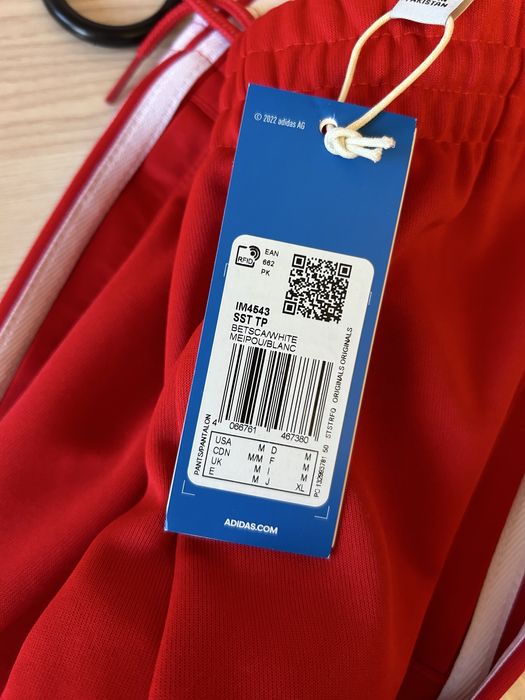 PAKISTAN
© 2022 adidas AG
RFID
EAN
662
PK
IM4543
SST TP
BETSCA/WHITE
MEIPOU/BLANC
4 066761 467380
PANTS/PANTALON
USA M D M
CDN M/M F M
UK M I M
E M J XL
STSTRFQ ORIGINALS ORIGINALS
ADIDAS.COM